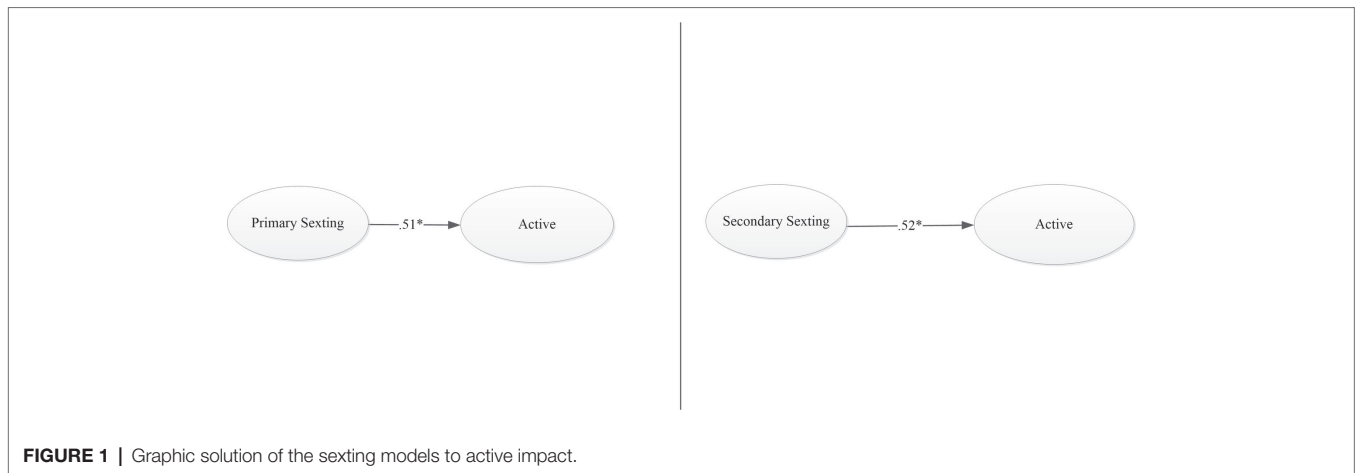 Primary Sexting
.51*
Active
Secondary Sexting
.52*
Active
FIGURE 1 | Graphic solution of the sexting models to active impact.